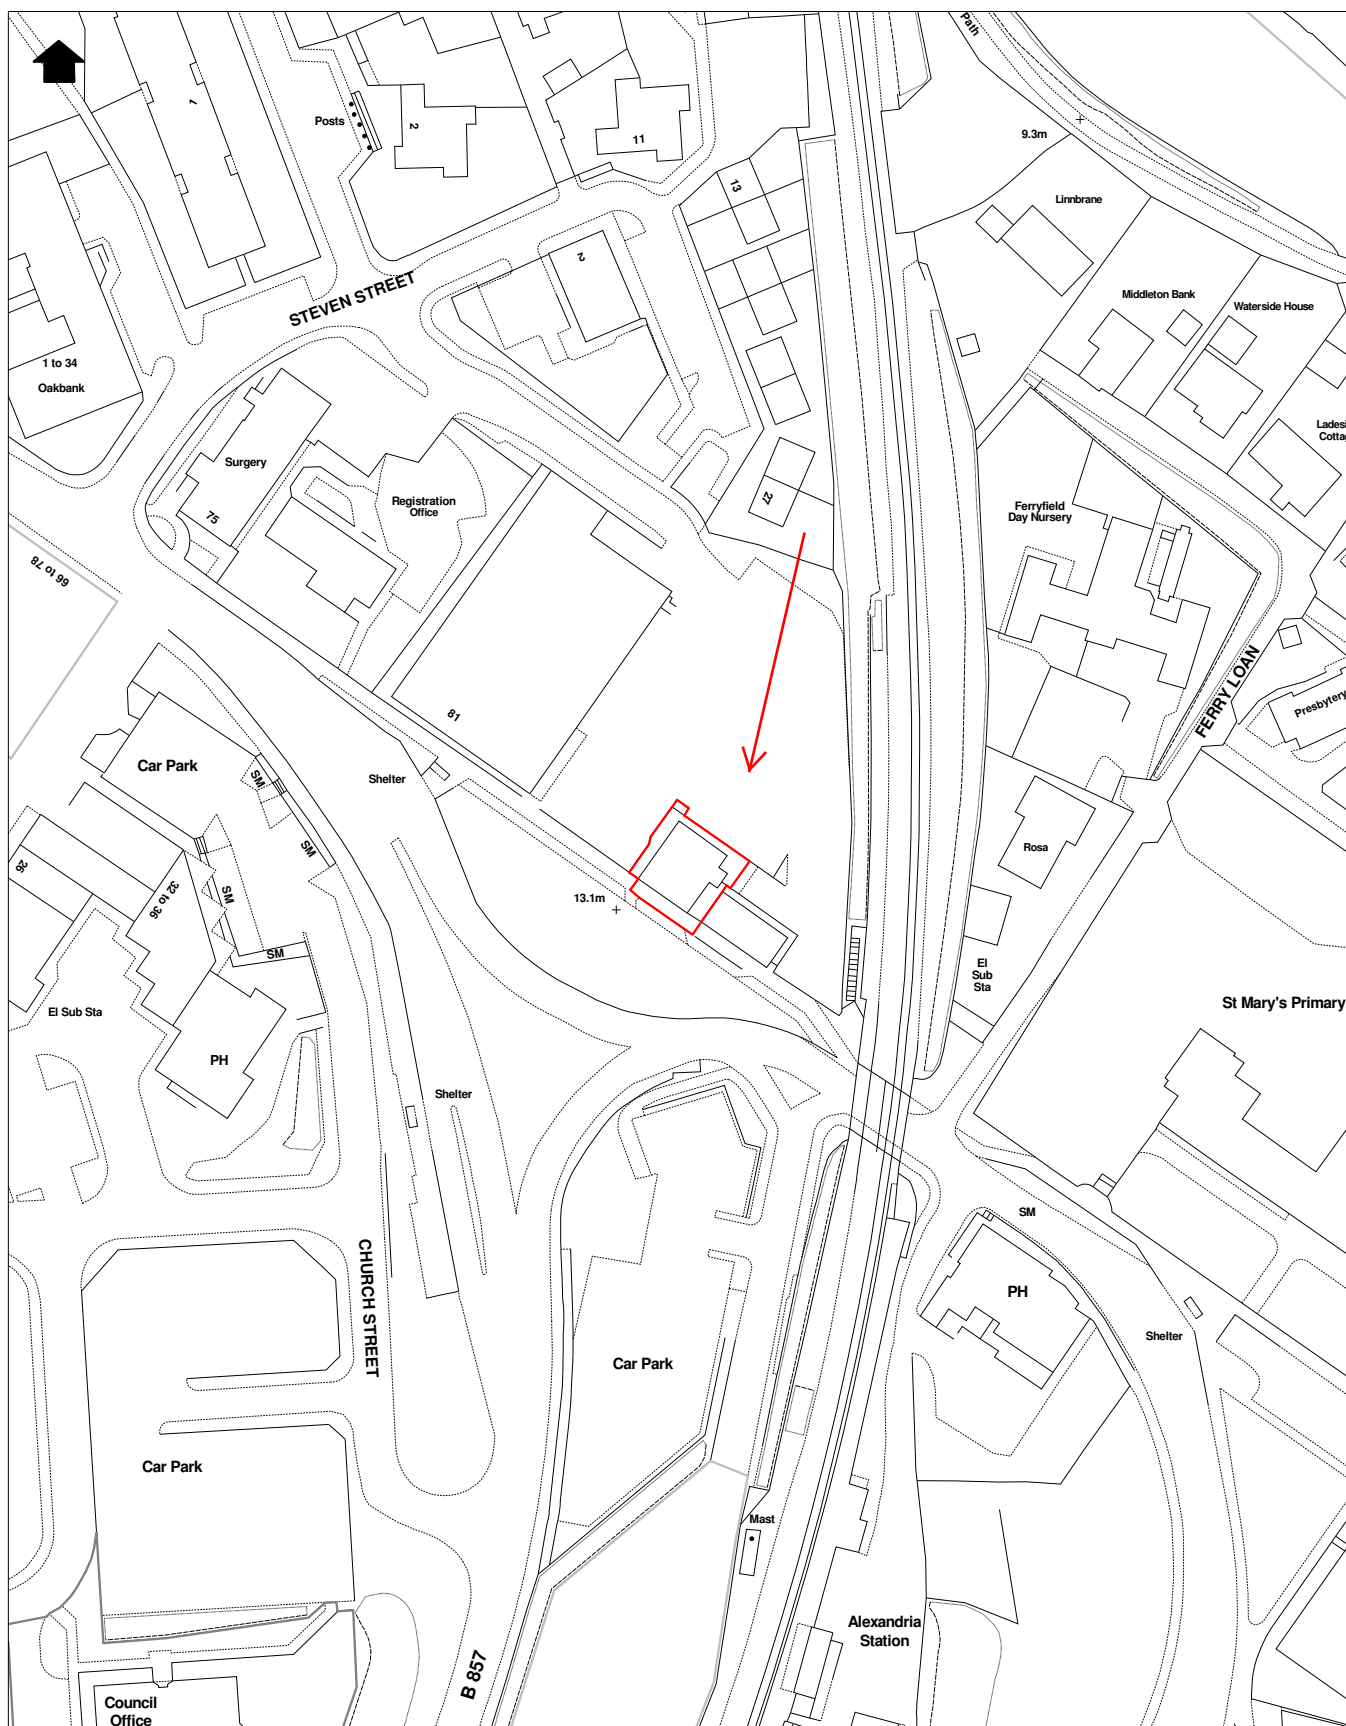 Path
1
Posts
2
11
9.3m
13
Linnbrane
2
STEVEN STREET
Middleton Bank
Waterside House
1 to 34
Oakbank
Surgery
75
Registration
Office
27
Ferryfield
Day Nursery
66 to 78
FERRY LOAN
Presbytery
81
Car Park
SM
Shelter
SM
Rosa
26
32 to 36
SM
13.1m
SM
El
Sub
Sta
El Sub Sta
St Mary's Primary
PH
Shelter
SM
PH
CHURCH STREET
Shelter
Car Park
Car Park
Mast
Alexandria
Station
B 857
Council
Office